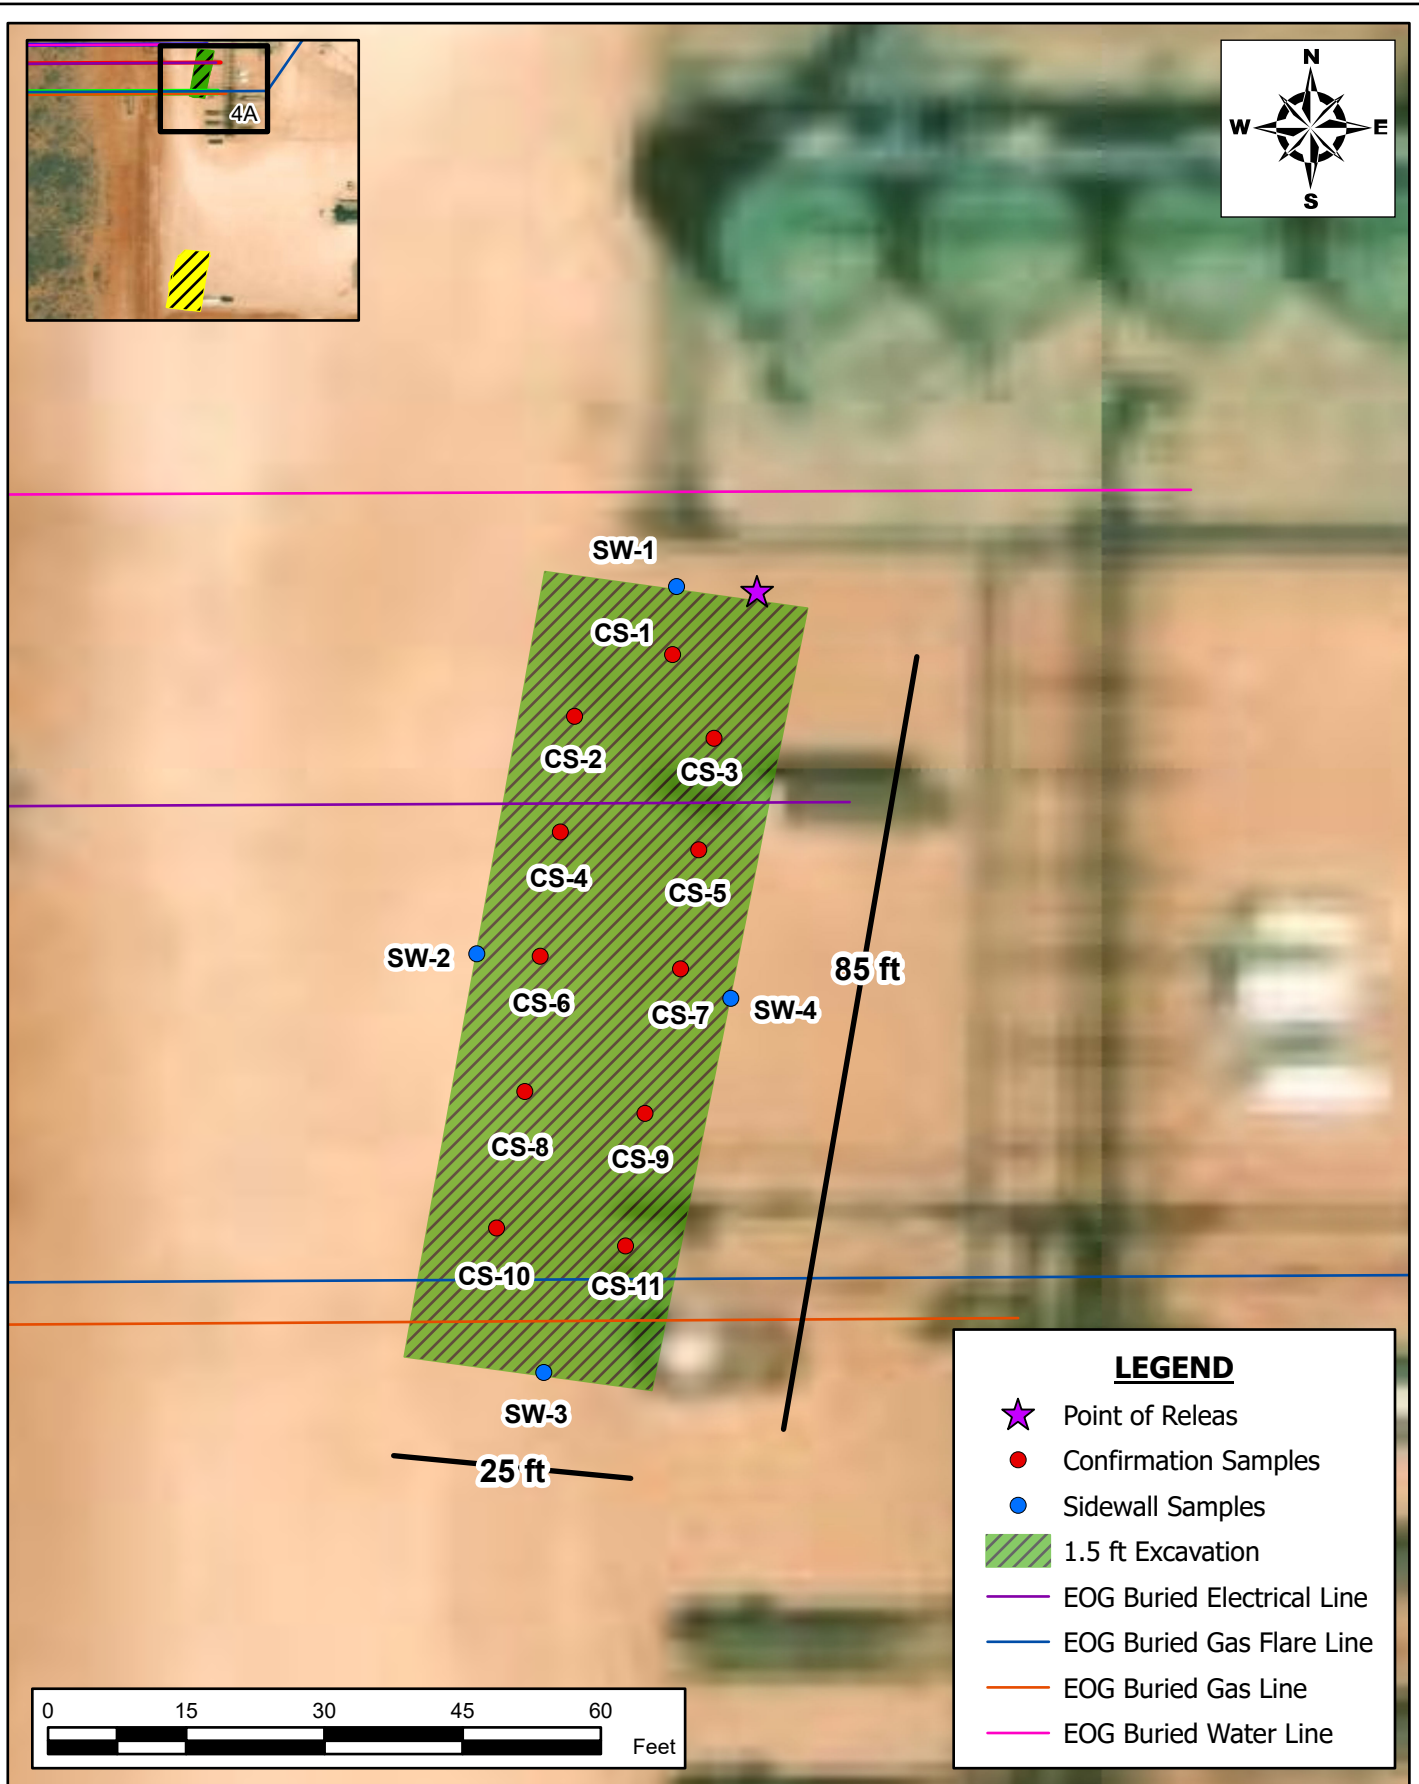 4A
N
W E
S
SW-1
CS-1
CS-2
CS-3
CS-4
CS-5
SW-2
CS-6
CS-7
SW-4
85 ft
CS-8
CS-9
CS-10
CS-11
SW-3
25 ft
LEGEND
Point of Releas
Confirmation Samples
Sidewall Samples
1.5 ft Excavation
EOG Buried Electrical Line
EOG Buried Gas Flare Line
EOG Buried Gas Line
EOG Buried Water Line
0 15 30 45 60
Feet